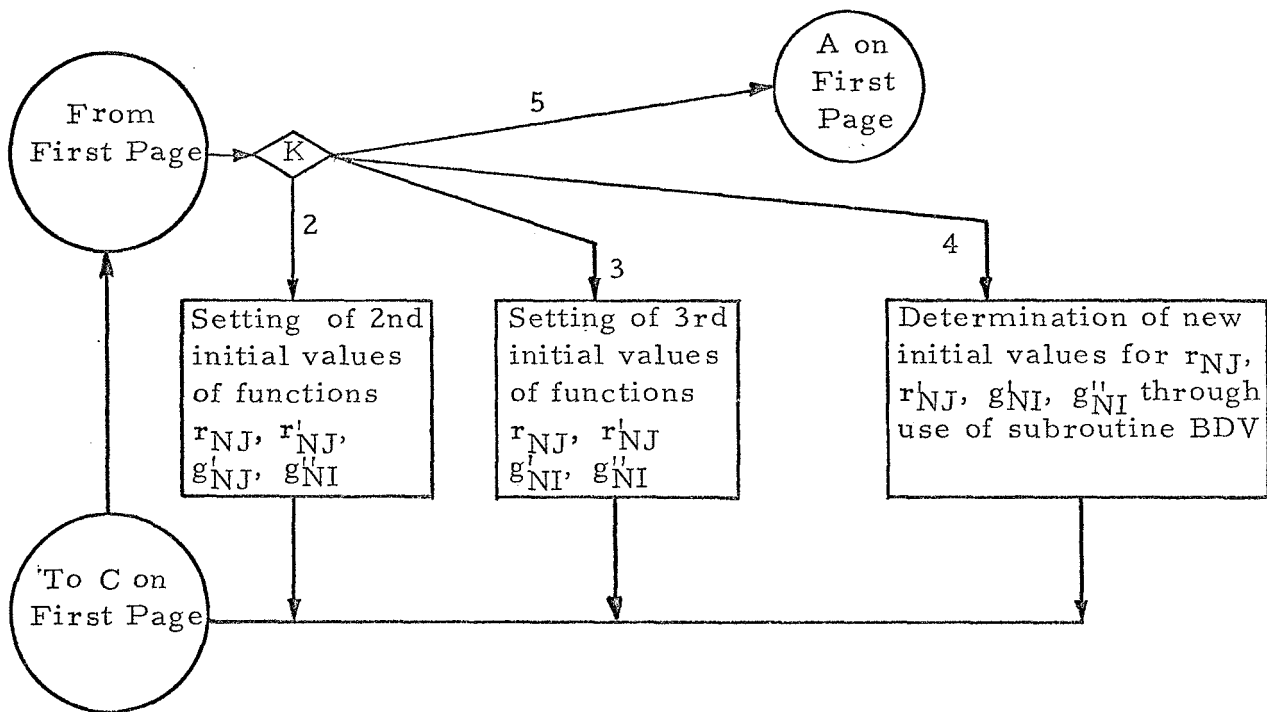 From
First Page
K
5
A on
First
Page
2
3
4
Setting of 2nd
initial values
of functions
r_NJ, r'_NJ,
g'_NJ, g''_NI
Setting of 3rd
initial values
of functions
r_NJ, r'_NJ
g'_NI, g''_NI
Determination of new
initial values for r_NJ,
r'_NJ, g'_NI, g''_NI through
use of subroutine BDV
To C on
First Page